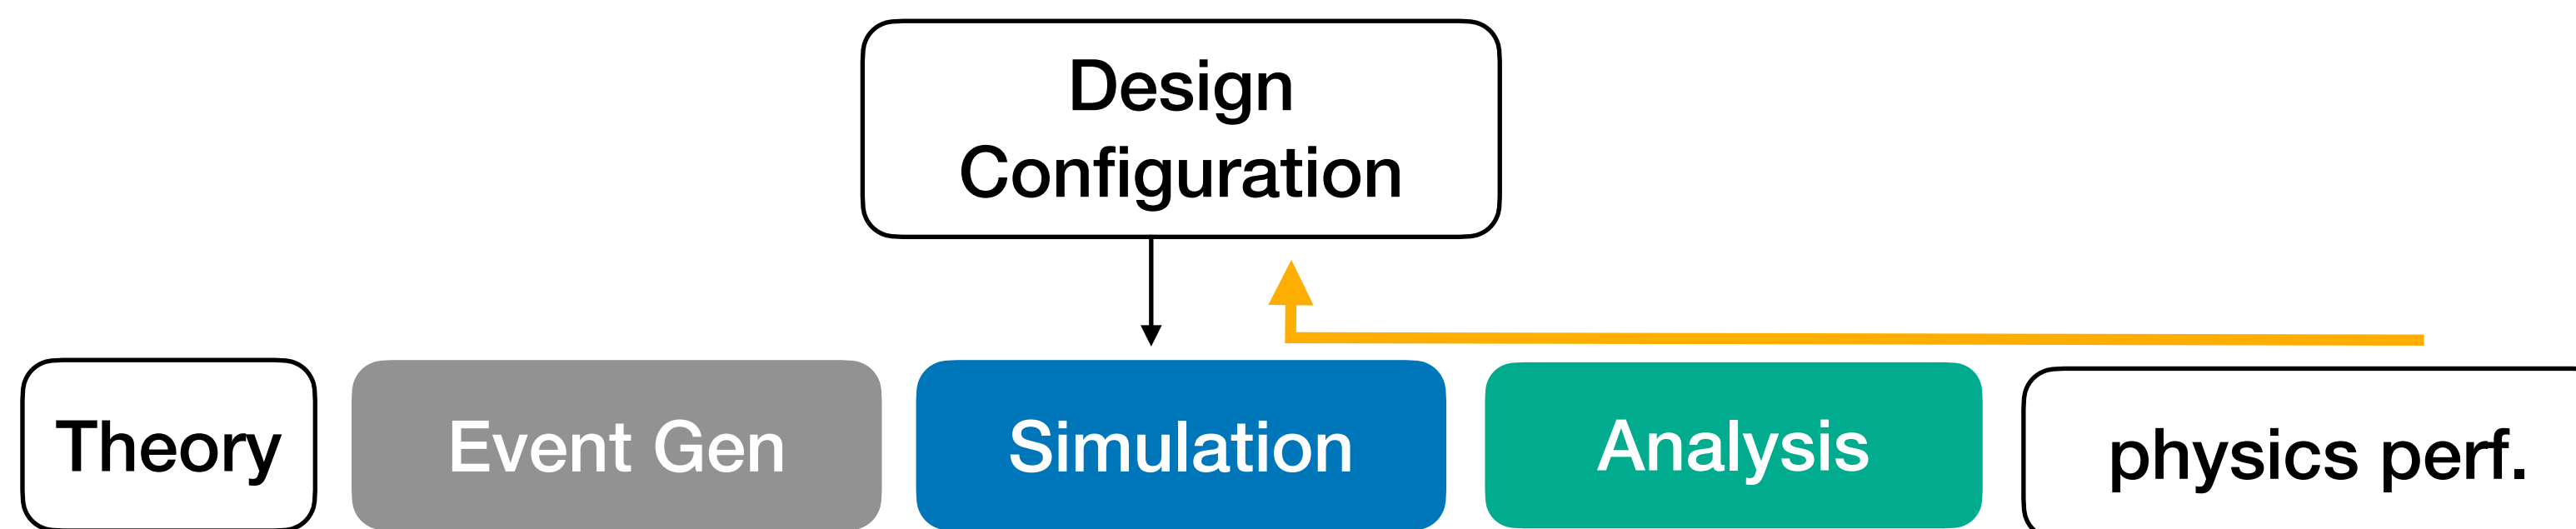 Design
Configuration
Theory
Event Gen
Simulation
Analysis
physics perf.